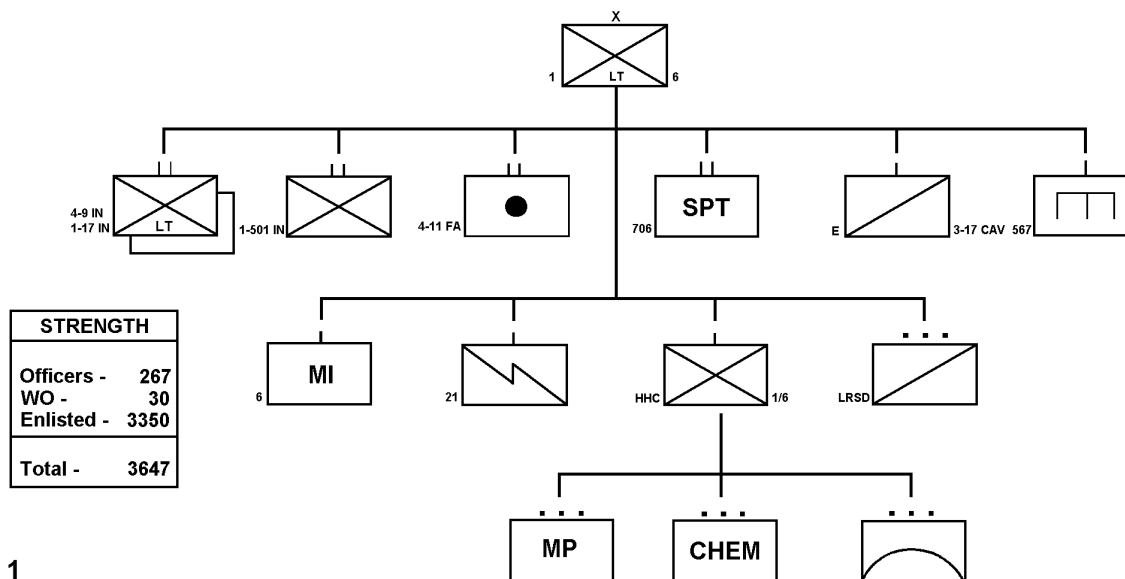 X
1 LT 6
4-9 IN
1-17 IN
LT
1-501 IN
4-11 FA
706
SPT
E
3-17 CAV
567
STRENGTH
Officers - 267
WO - 30
Enlisted - 3350
Total - 3647
6
MI
21
HHC
1/6
LRSD
MP
CHEM
1